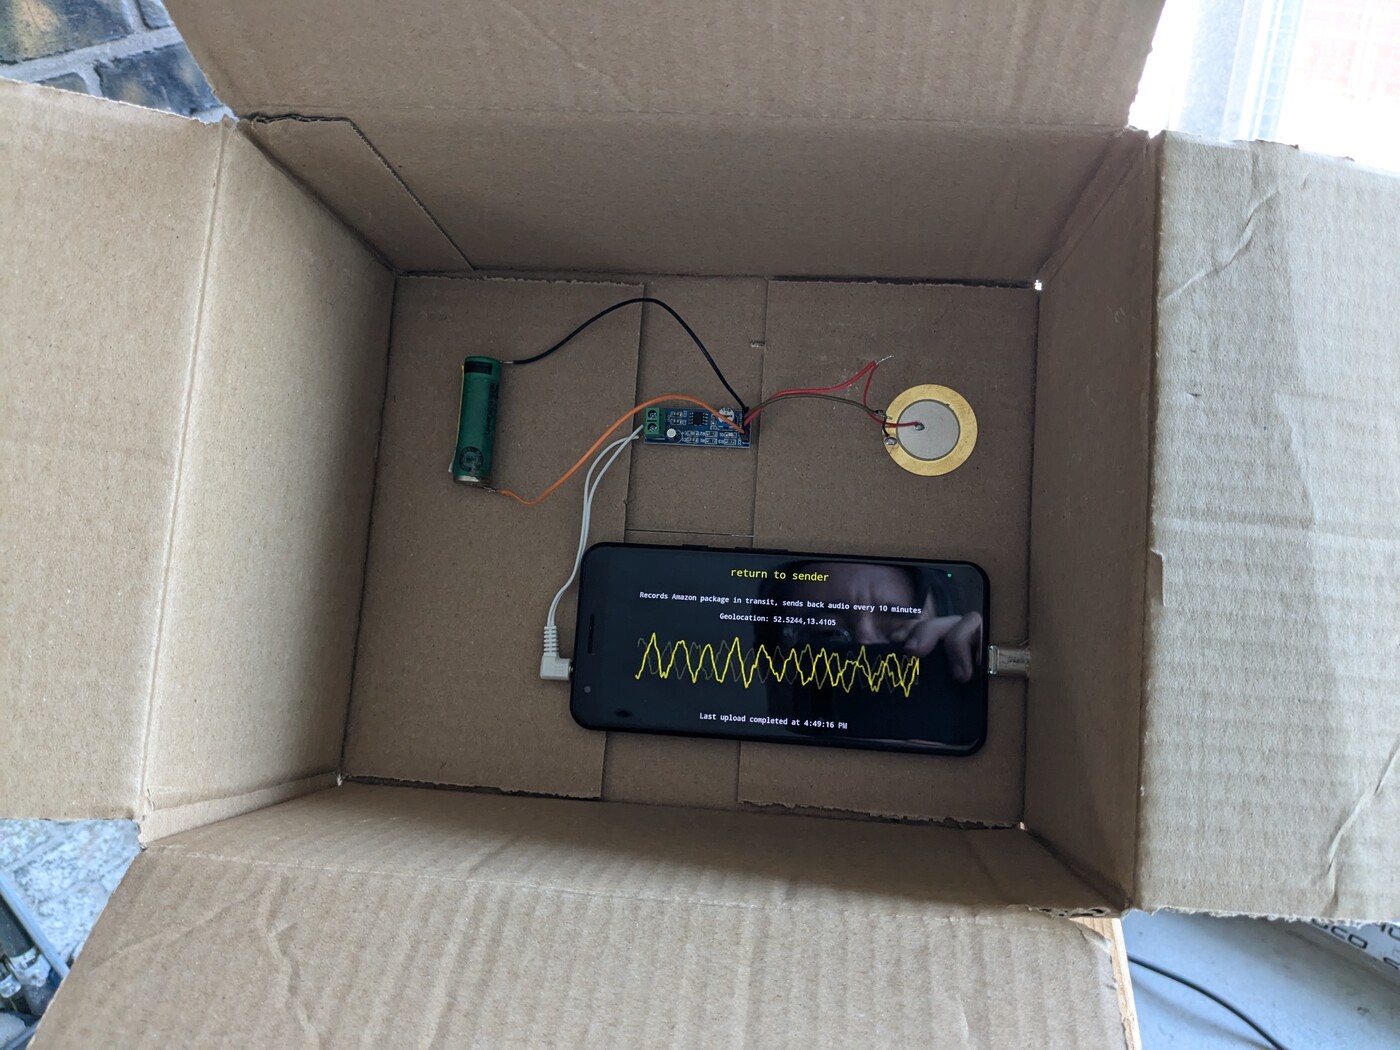 return to sender
Records Amazon package in transit, sends back audio every 10 minutes
Geolocation: 52.5244,13.4105
Last upload completed at 4:49:16 PM